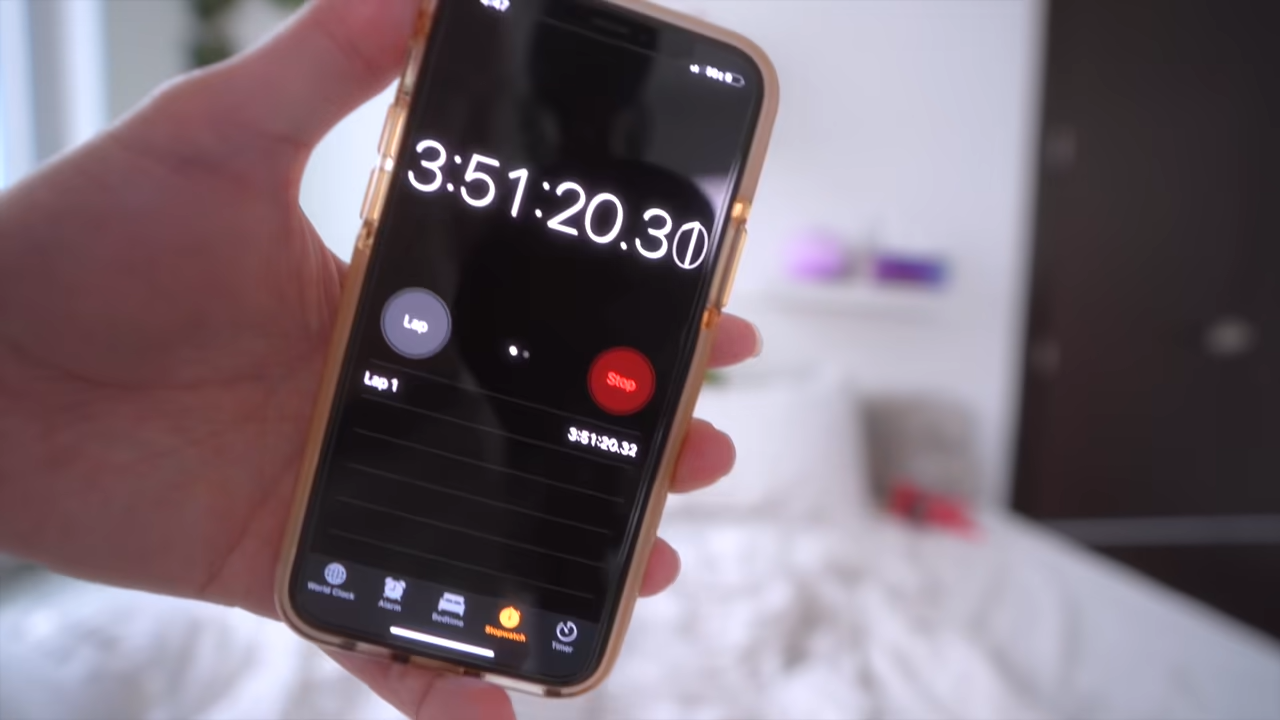 3:51:20.30
Lap
Stop
Lap 1
3:51:20.32
World Clock
Alarm
Bedtime
Stopwatch
Timer